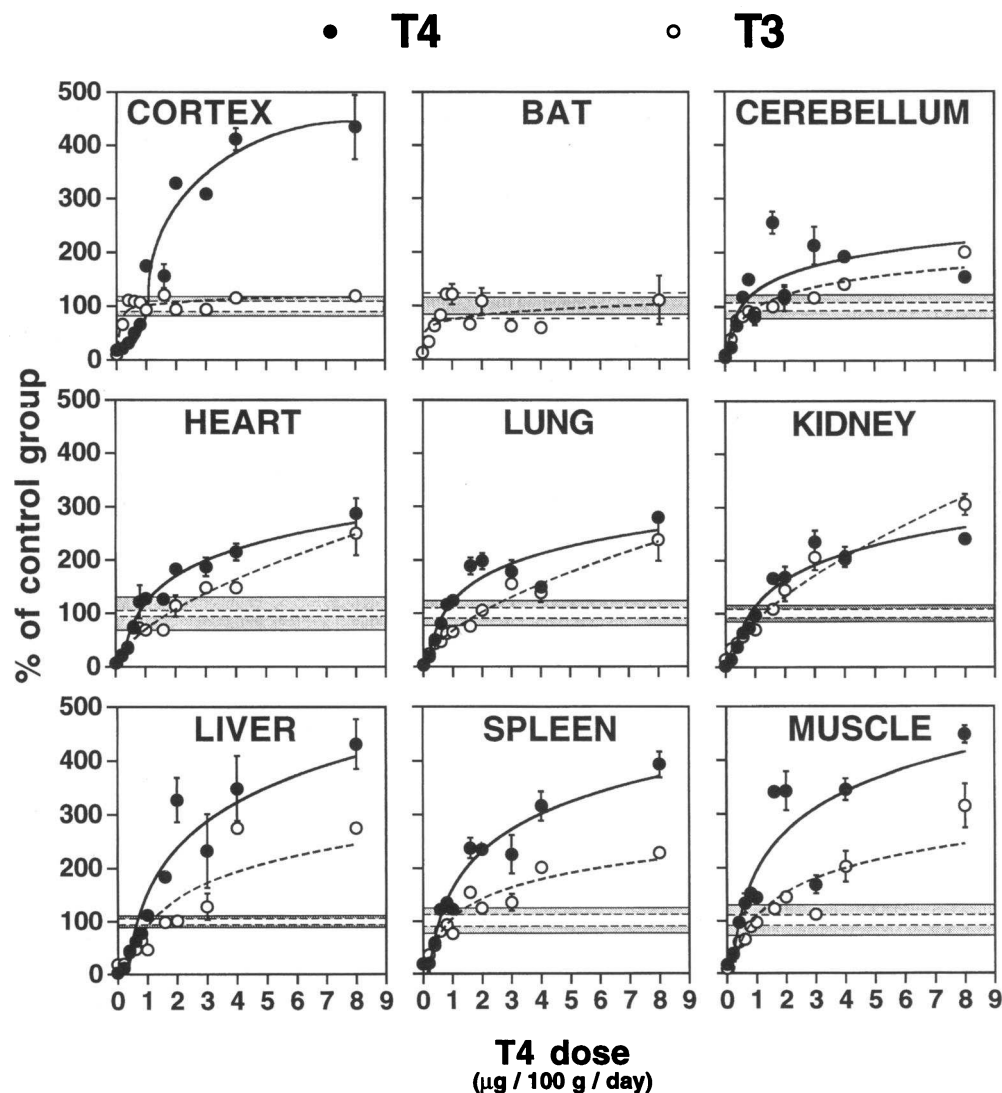 T4 T3
500 CORTEX BAT CEREBELLUM
400
300
200
100
0
500 HEART LUNG KIDNEY
400
300
200
100
0
% of control group
500 LIVER SPLEEN MUSCLE
400
300
200
100
0
0 1 2 3 4 5 6 7 8 9 0 1 2 3 4 5 6 7 8 9 0 1 2 3 4 5 6 7 8 9
T4 dose
(µg / 100 g / day)